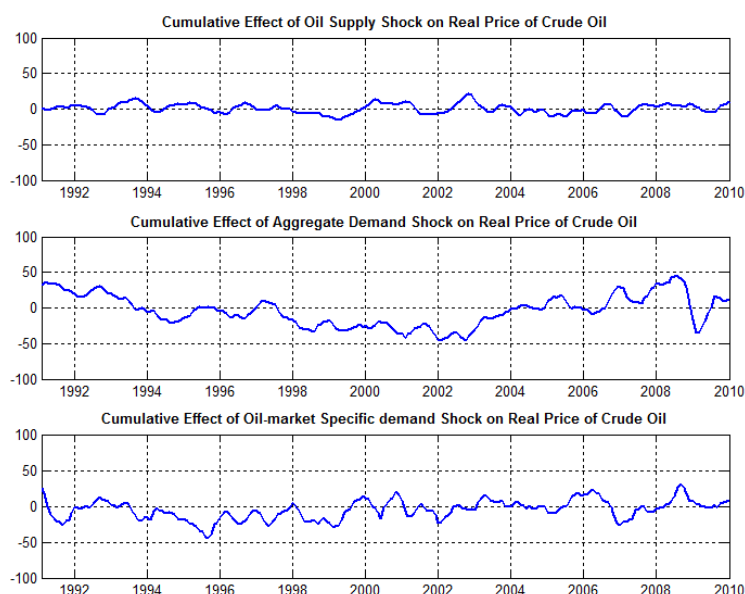 Cumulative Effect of Oil Supply Shock on Real Price of Crude Oil
100
50
0
-50
-100
1992 1994 1996 1998 2000 2002 2004 2006 2008 2010
Cumulative Effect of Aggregate Demand Shock on Real Price of Crude Oil
100
50
0
-50
-100
1992 1994 1996 1998 2000 2002 2004 2006 2008 2010
Cumulative Effect of Oil-market Specific demand Shock on Real Price of Crude Oil
100
50
0
-50
-100
1992 1994 1996 1998 2000 2002 2004 2006 2008 2010